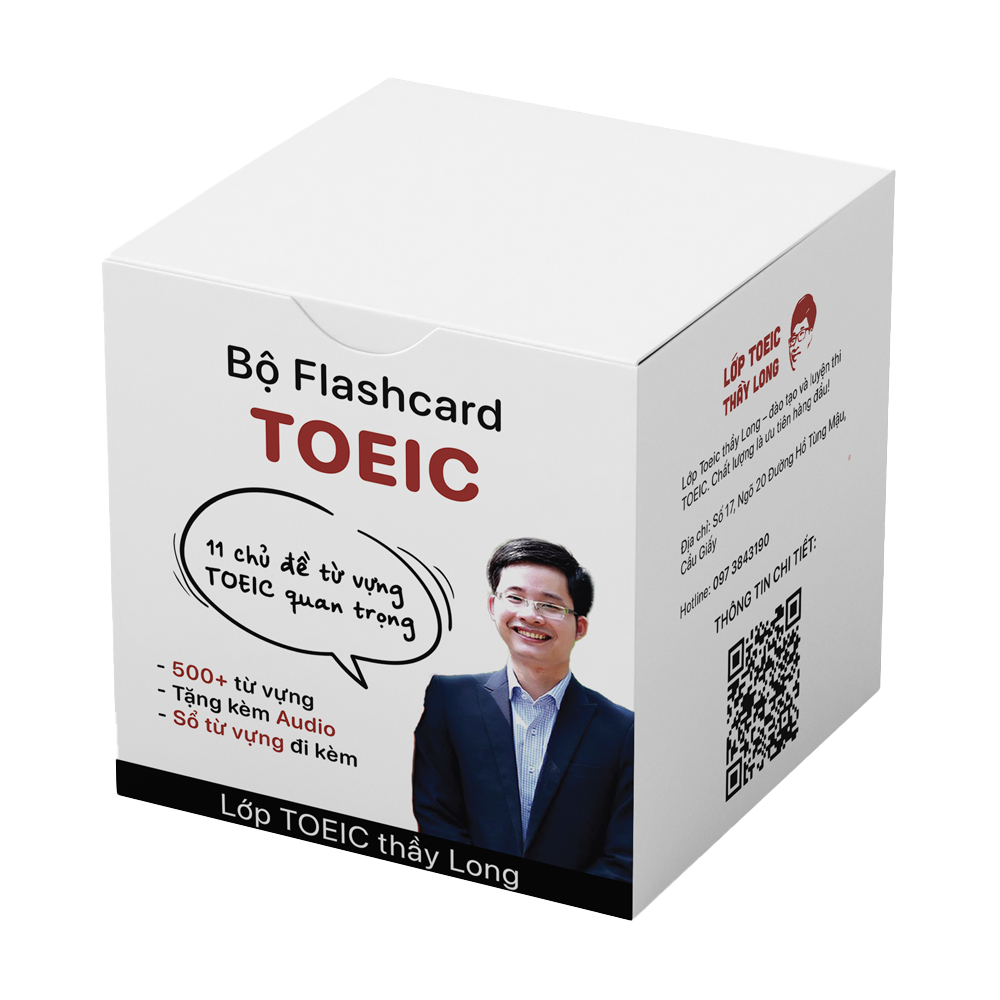 Bộ Flashcard
TOEIC
11 chủ đề từ vựng
TOEIC quan trọng
- 500+ từ vựng
- Tặng kèm Audio
- Sổ từ vựng đi kèm
Lớp TOEIC thầy Long
LỚP TOEIC
THẦY LONG
Lớp Toeic thầy Long – đào tạo và luyện thi
TOEIC. Chất lượng là ưu tiên hàng đầu!
Địa chỉ: Số 17, Ngõ 20 Đường Hồ Tùng Mậu,
Cầu Giấy
Hotline: 097 3843190
THÔNG TIN CHI TIẾT: